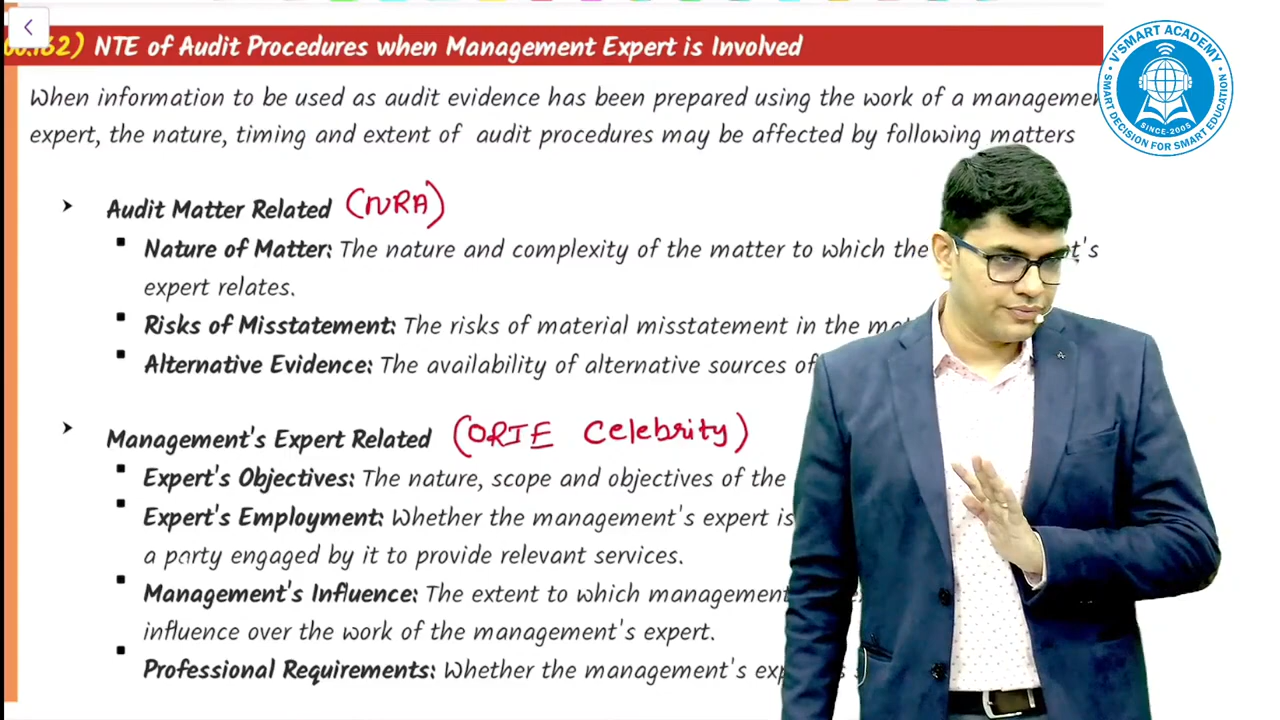 162) NTE of Audit Procedures when Management Expert is Involved
When information to be used as audit evidence has been prepared using the work of a
expert, the nature, timing and extent of audit procedures may be affected by following matters
➤ Audit Matter Related (NRA)
▪ Nature of Matter: The nature and complexity of the matter to which the
expert relates.
▪ Risks of Misstatement: The risks of material misstatement in the
▪ Alternative Evidence: The availability of alternative sources of
➤ Management's Expert Related (ORIE Celebrity)
▪ Expert's Objectives: The nature, scope and objectives of the
▪ Expert's Employment: Whether the management's expert is
a party engaged by it to provide relevant services.
▪ Management's Influence: The extent to which management
influence over the work of the management's expert.
▪ Professional Requirements: Whether the management's
V'SMART ACADEMY
SINCE-2005
SMART DECISION FOR SMART EDUCATION